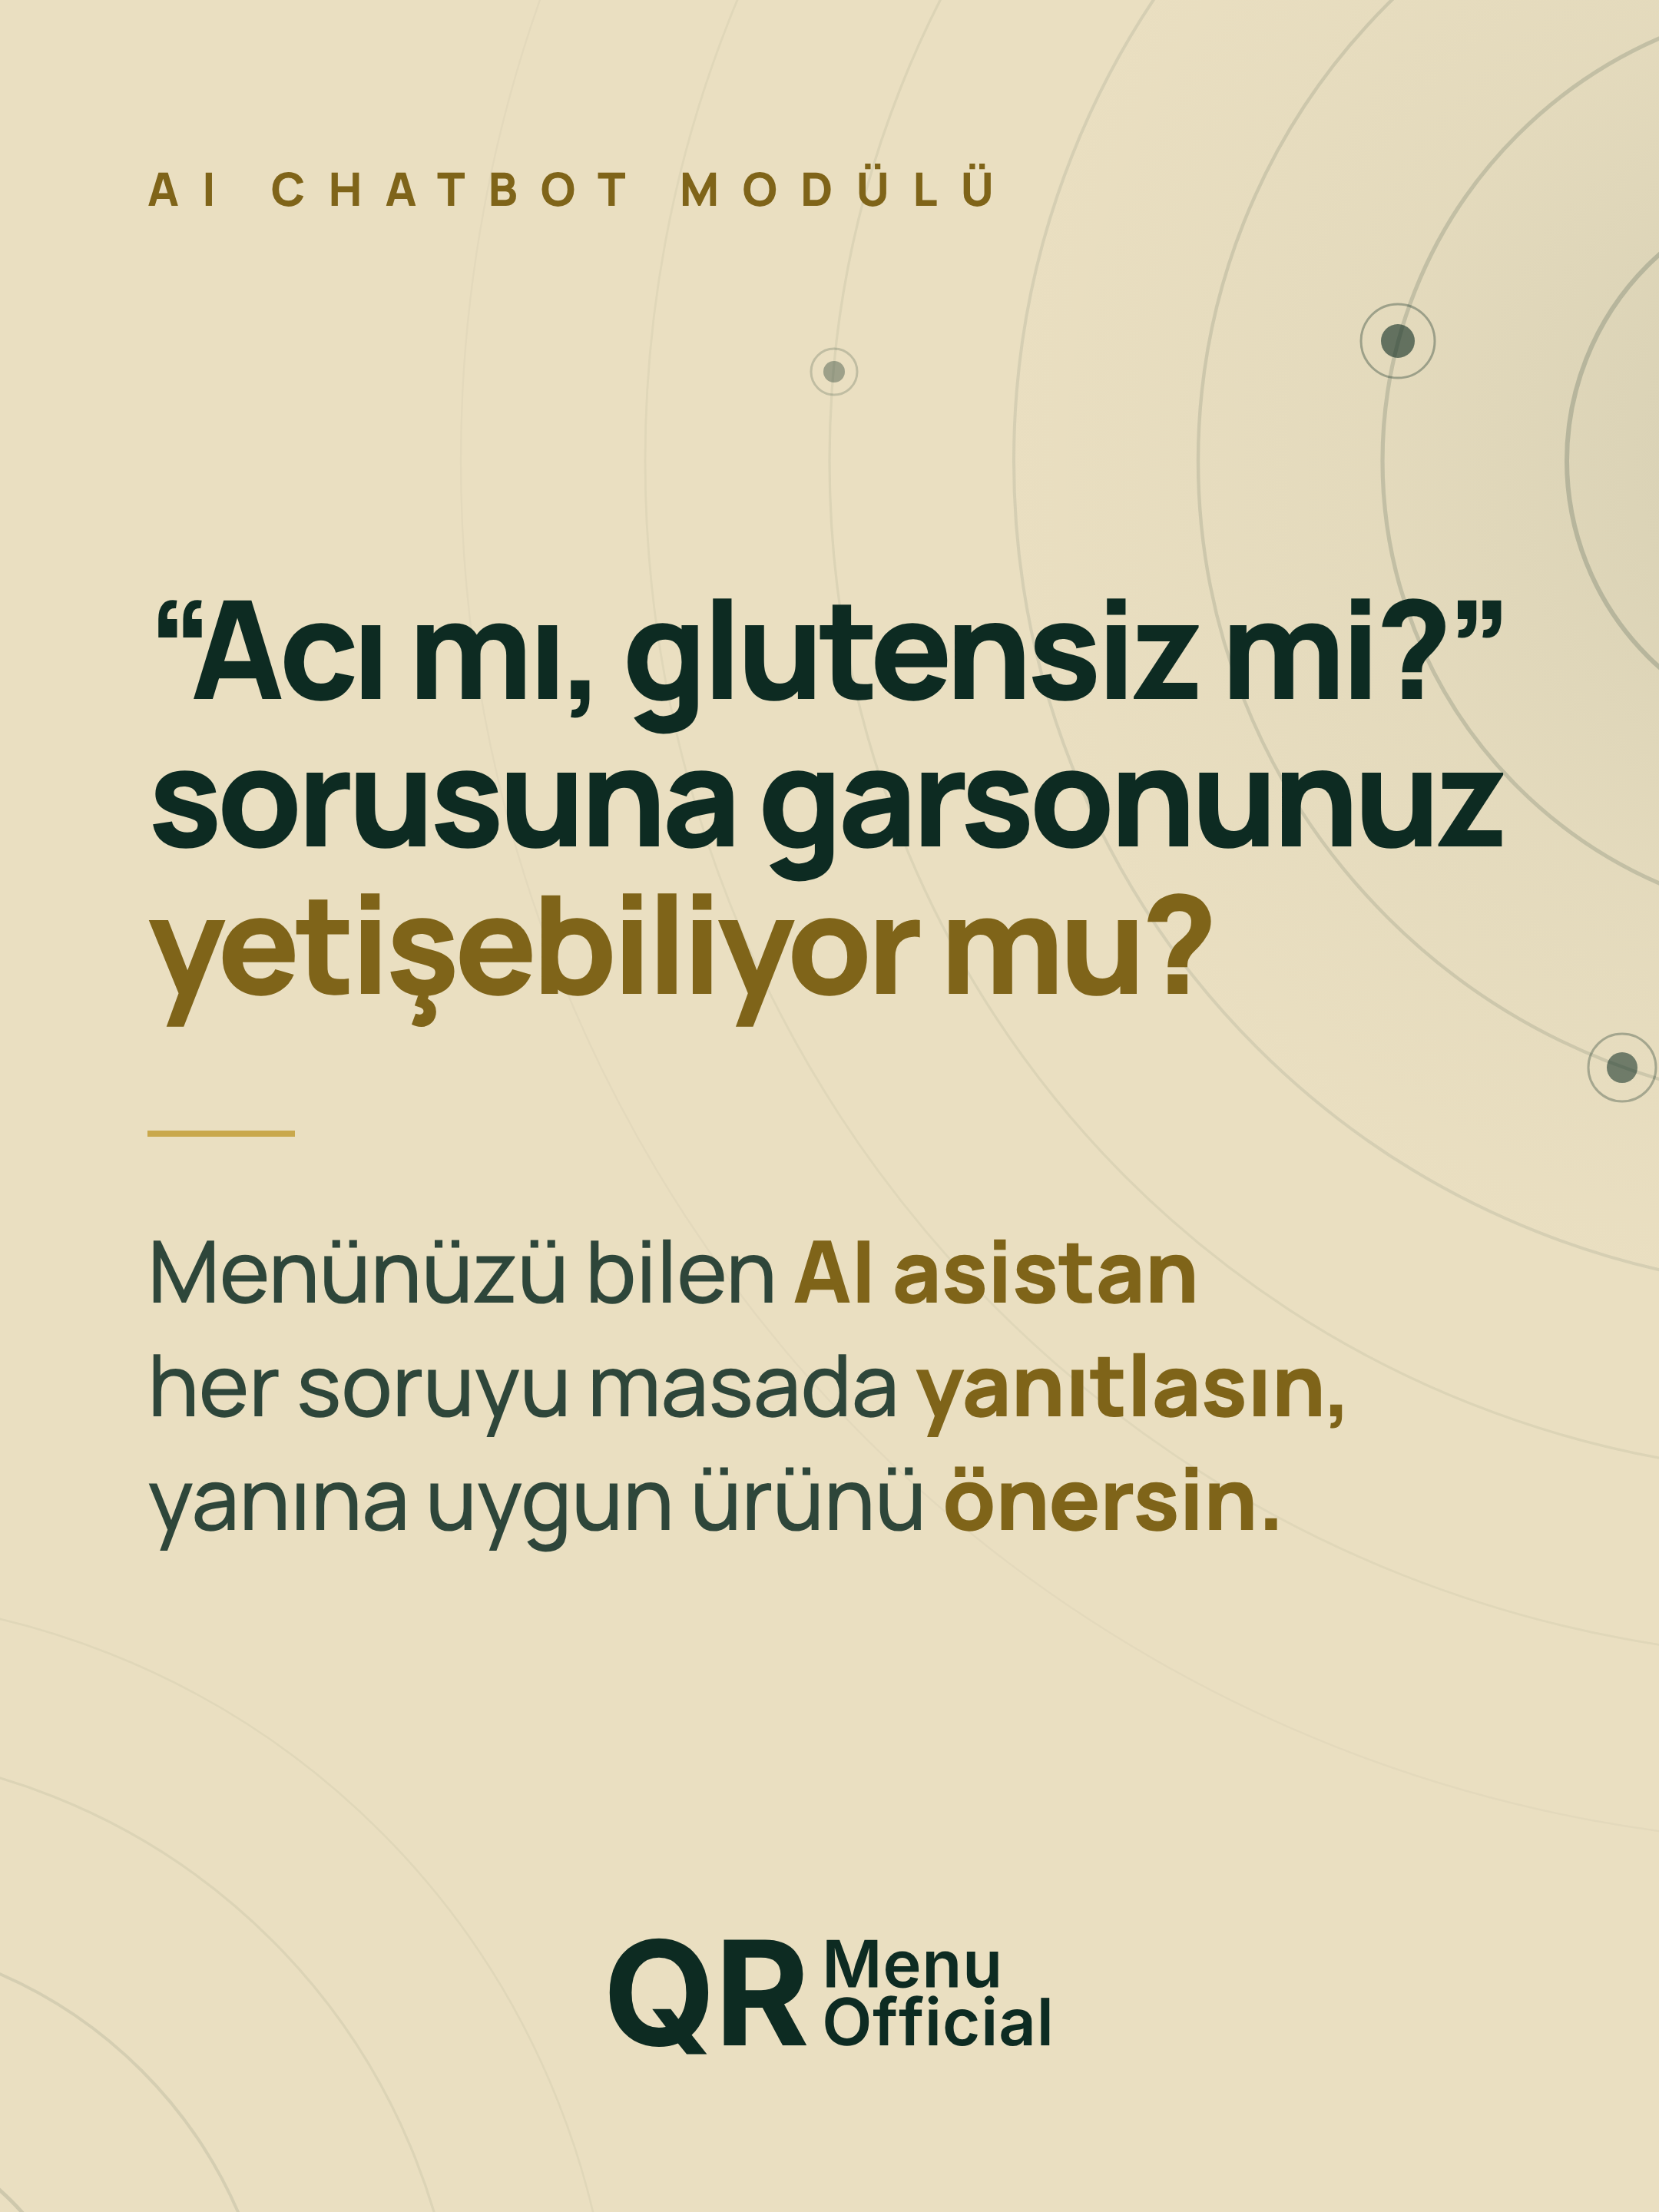 AI CHATBOT MODÜLÜ
“Acı mı, glutensiz mi?”
sorusuna garsonunuz
yetişebiliyor mu?
Menünüzü bilen AI asistan
her soruyu masada yanıtlasın,
yanına uygun ürünü önersin.
QR Menu
Official